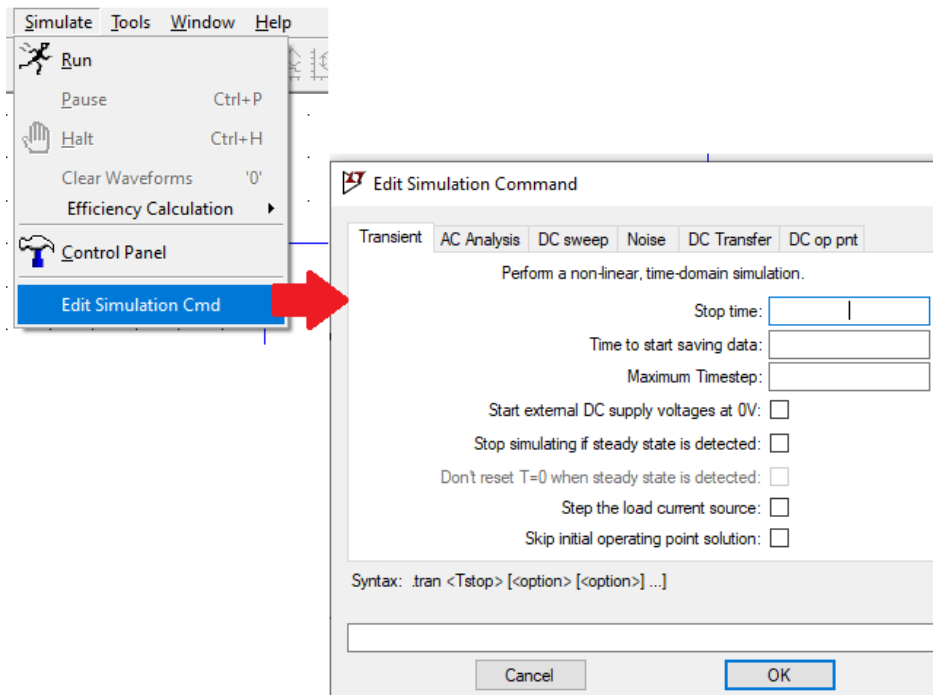 Simulate Tools Window Help
Run
Pause Ctrl+P
Halt Ctrl+H
Clear Waveforms '0'
Efficiency Calculation
Control Panel
Edit Simulation Cmd
Edit Simulation Command
Transient AC Analysis DC sweep Noise DC Transfer DC op pnt
Perform a non-linear, time-domain simulation.
Stop time:
Time to start saving data:
Maximum Timestep:
Start external DC supply voltages at 0V:
Stop simulating if steady state is detected:
Don't reset T=0 when steady state is detected:
Step the load current source:
Skip initial operating point solution:
Syntax: .tran <Tstop> [<option> [<option>] ...]
Cancel OK